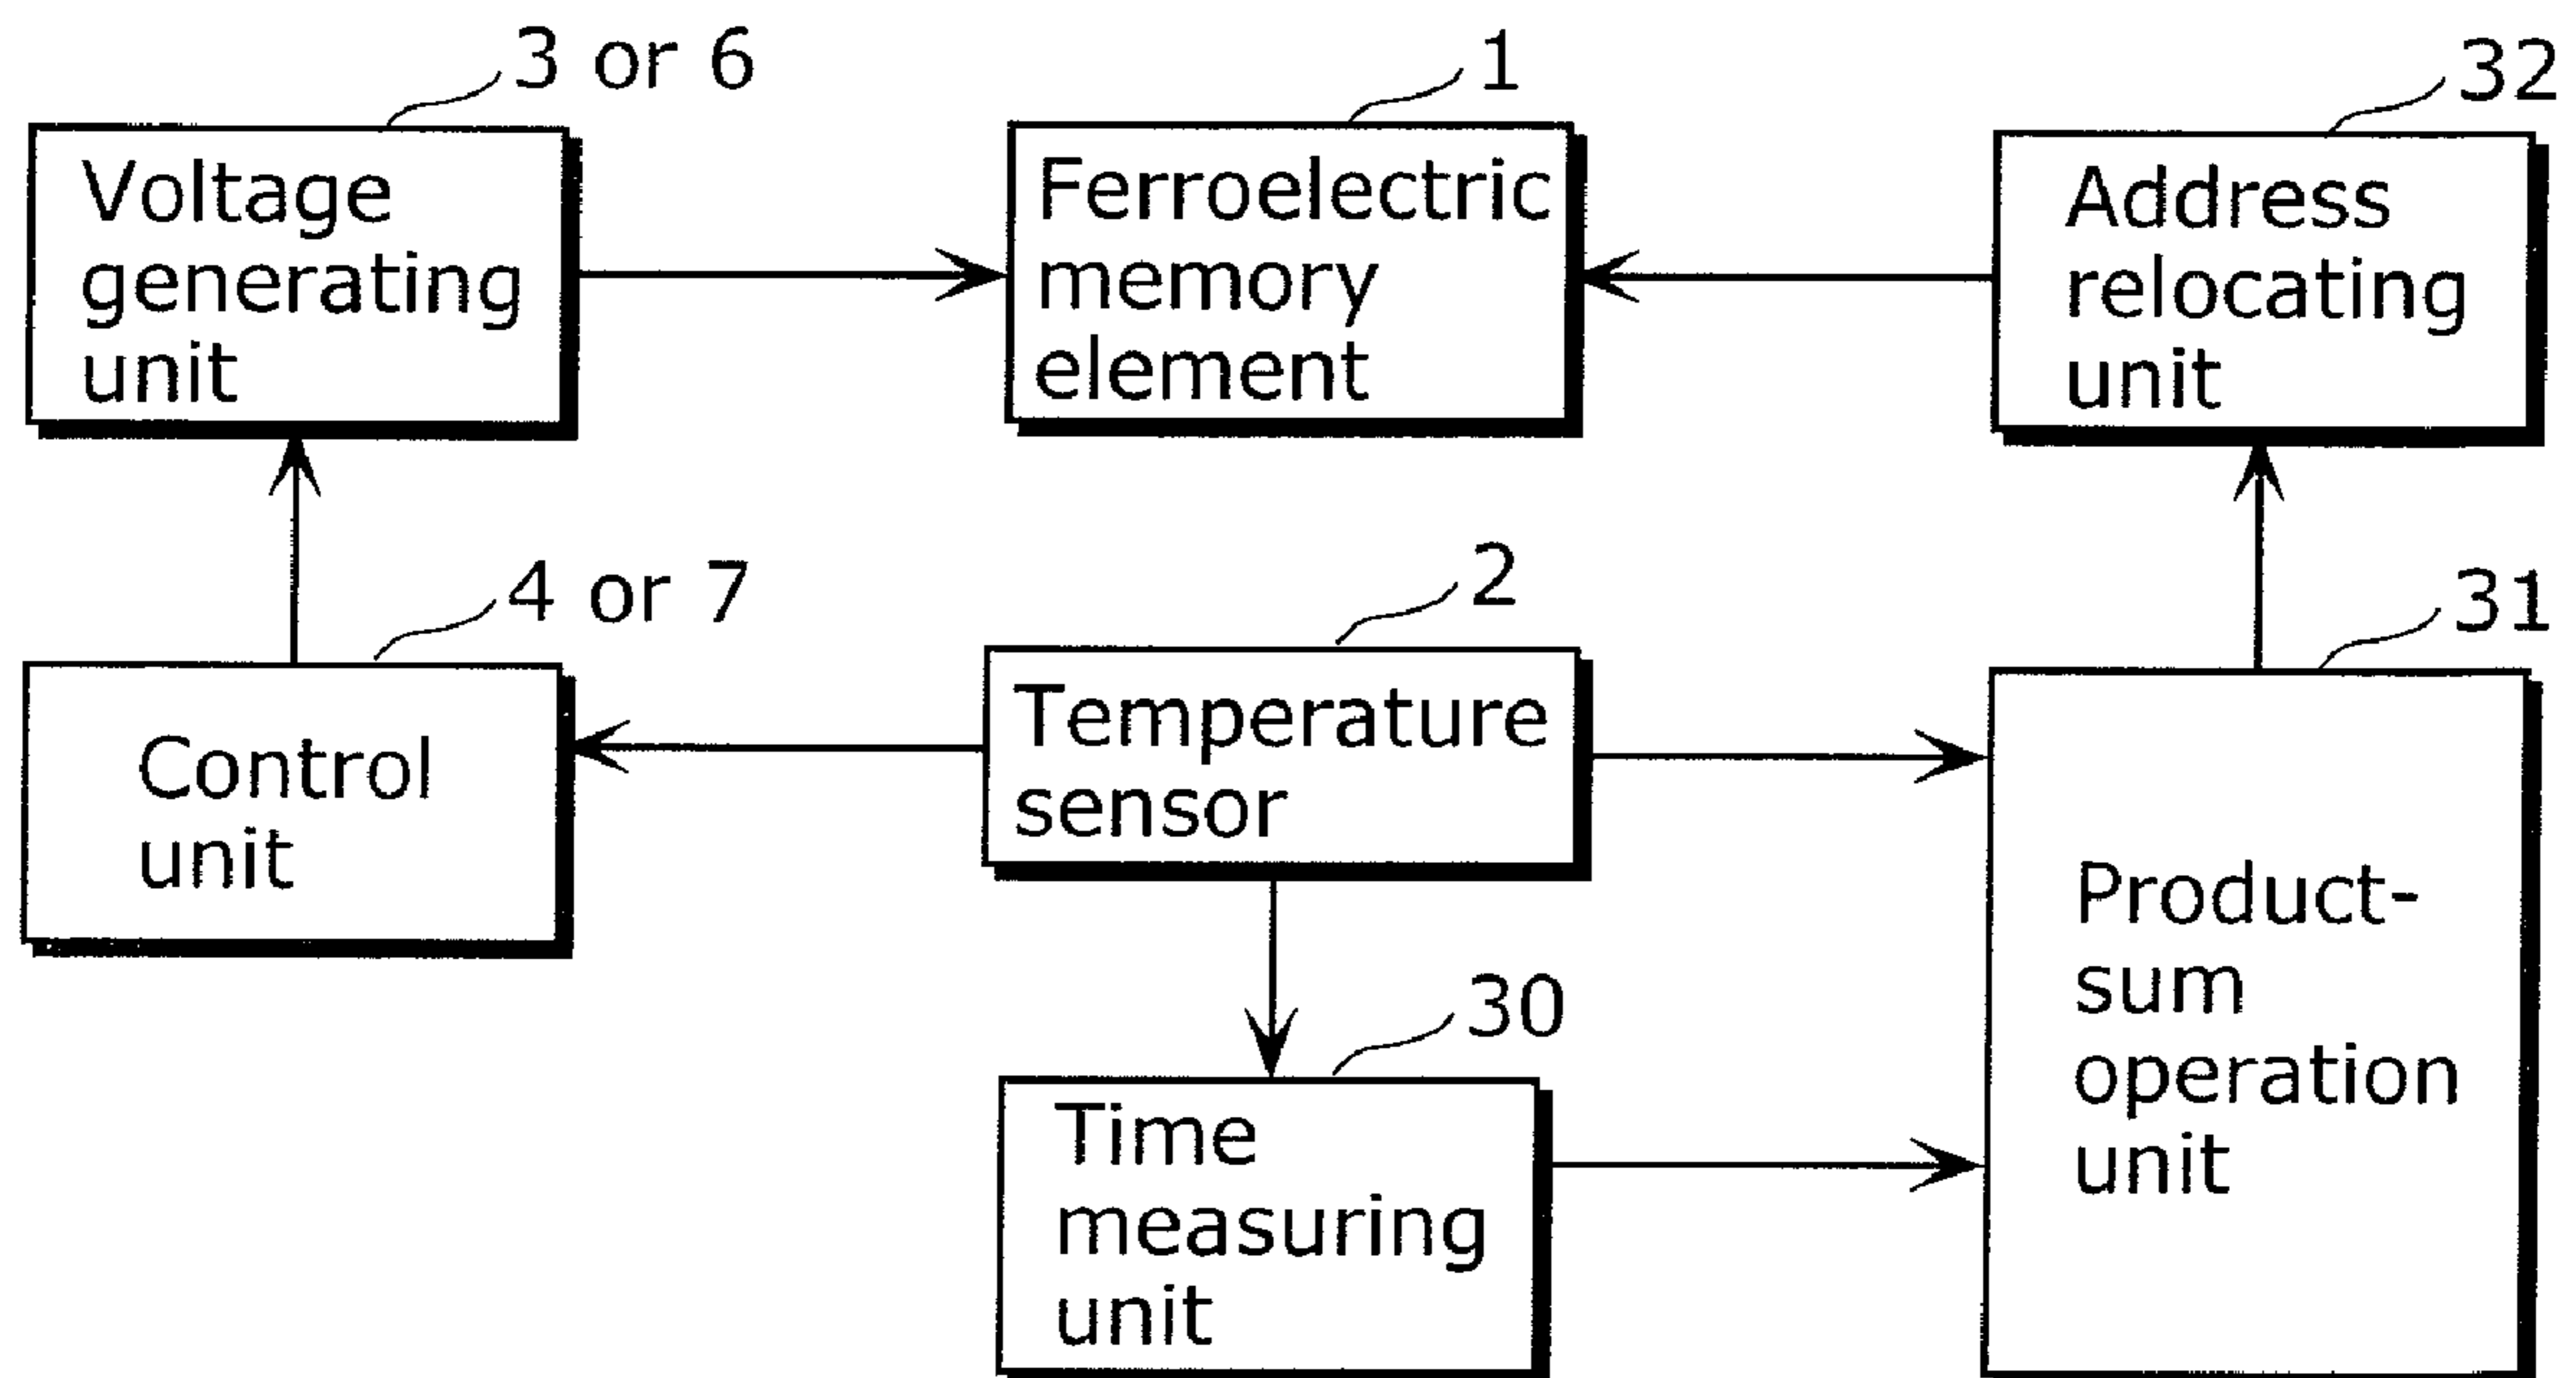 3 or 6
Voltage
generating
unit
1
Ferroelectric
memory
element
32
Address
relocating
unit
4 or 7
Control
unit
2
Temperature
sensor
31
Product-
sum
operation
unit
30
Time
measuring
unit